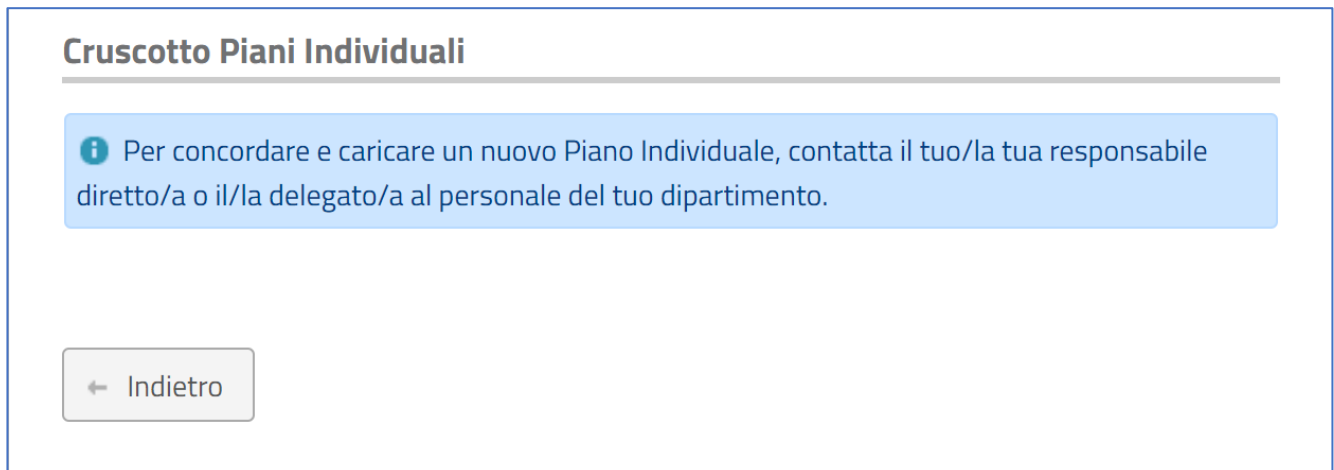 Cruscotto Piani Individuali
Per concordare e caricare un nuovo Piano Individuale, contatta il tuo/la tua responsabile
diretto/a o il/la delegato/a al personale del tuo dipartimento.
Indietro